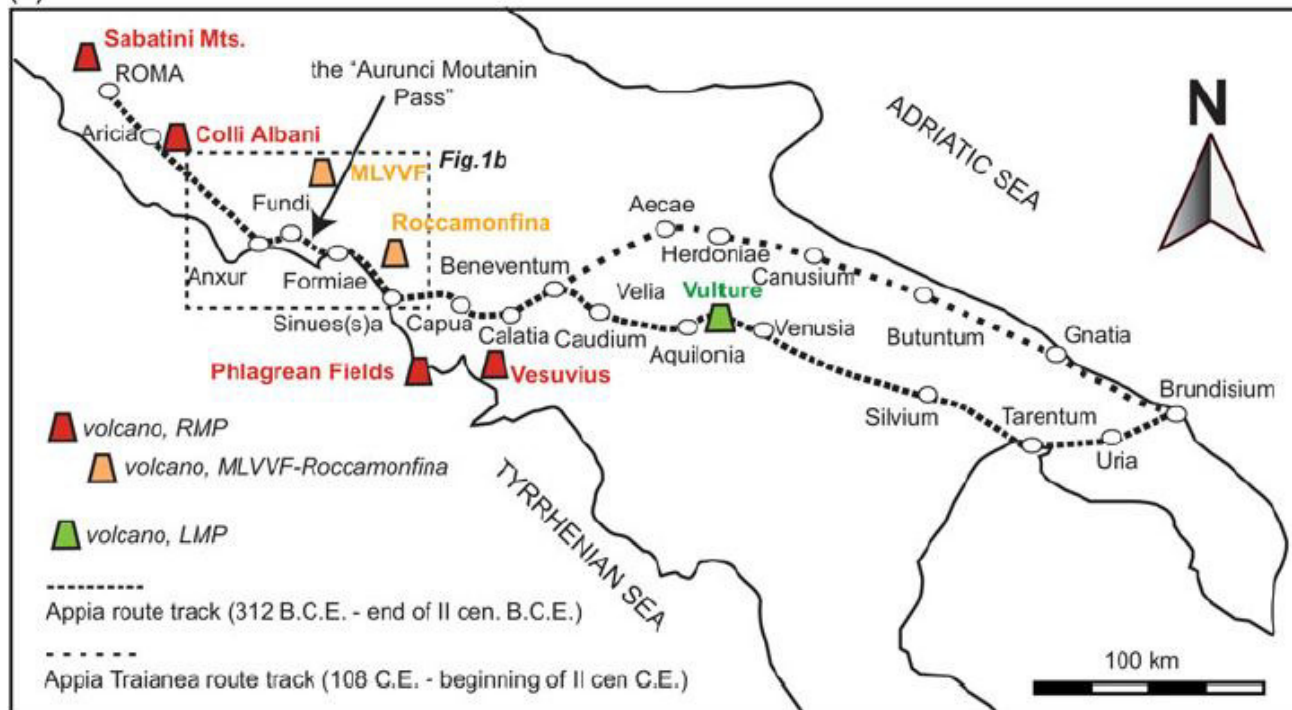 Sabatini Mts.
ROMA
the "Aurunci Moutanin
Pass"
Aricia
Colli Albani
Fig.1b
MLVVF
Fundi
Roccamonfina
Anxur
Formiae
Sinues(s)a
Capua
Calatia
Beneventum
Caudium
Velia
Aecae
Herdoniae
Canusium
Vulture
Aquilonia
Venusia
Butuntum
Gnatia
Brundisium
Silvium
Tarentum
Uria
Phlagrean Fields
Vesuvius
ADRIATIC SEA
TYRRHENIAN SEA
N
volcano, RMP
volcano, MLVVF-Roccamonfina
volcano, LMP
Appia route track (312 B.C.E. - end of II cen. B.C.E.)
Appia Traianea route track (108 C.E. - beginning of II cen C.E.)
100 km